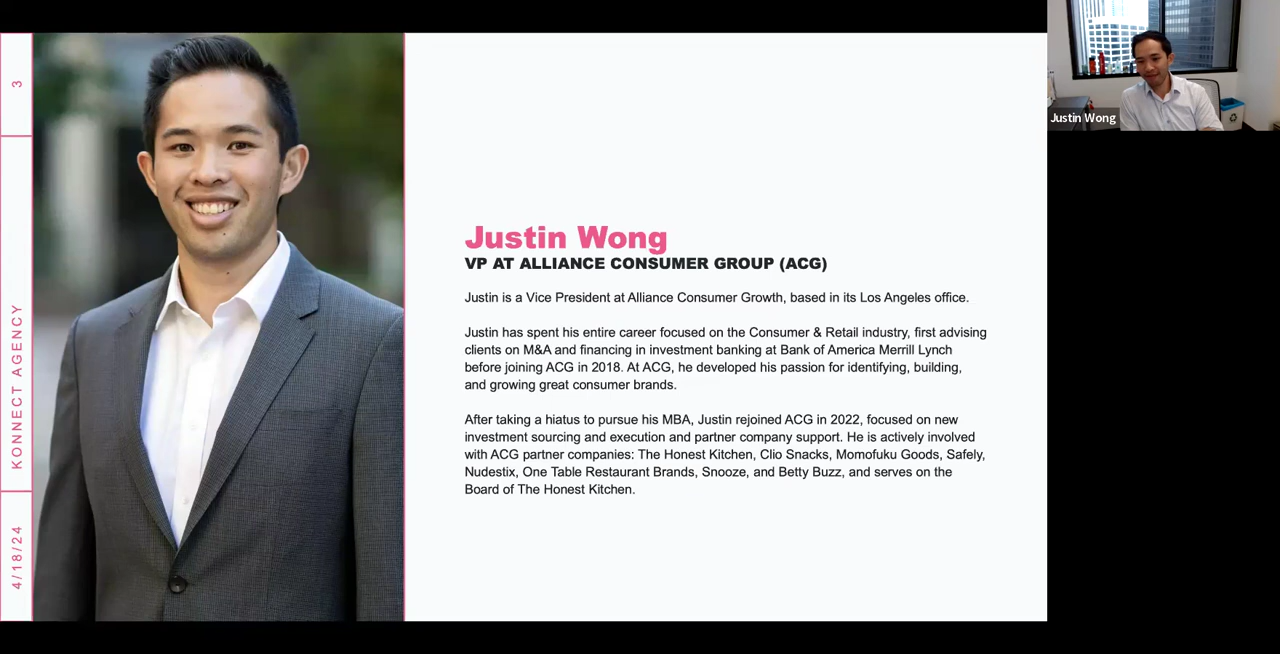 3
KONNECT AGENCY
4/18/24
Justin Wong
VP AT ALLIANCE CONSUMER GROUP (ACG)
Justin is a Vice President at Alliance Consumer Growth, based in its Los Angeles office.
Justin has spent his entire career focused on the Consumer & Retail industry, first advising
clients on M&A and financing in investment banking at Bank of America Merrill Lynch
before joining ACG in 2018. At ACG, he developed his passion for identifying, building,
and growing great consumer brands.
After taking a hiatus to pursue his MBA, Justin rejoined ACG in 2022, focused on new
investment sourcing and execution and partner company support. He is actively involved
with ACG partner companies: The Honest Kitchen, Clio Snacks, Momofuku Goods, Safely,
Nudestix, One Table Restaurant Brands, Snooze, and Betty Buzz, and serves on the
Board of The Honest Kitchen.
Justin Wong